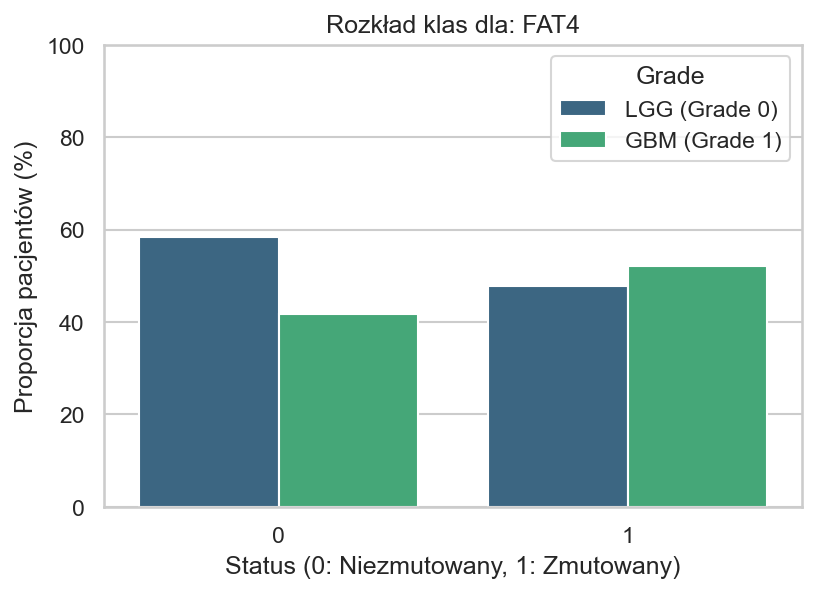 Rozkład klas dla: FAT4
Grade
LGG (Grade 0)
GBM (Grade 1)
Proporcja pacjentów (%)
100
80
60
40
20
0
0
1
Status (0: Niezmutowany, 1: Zmutowany)